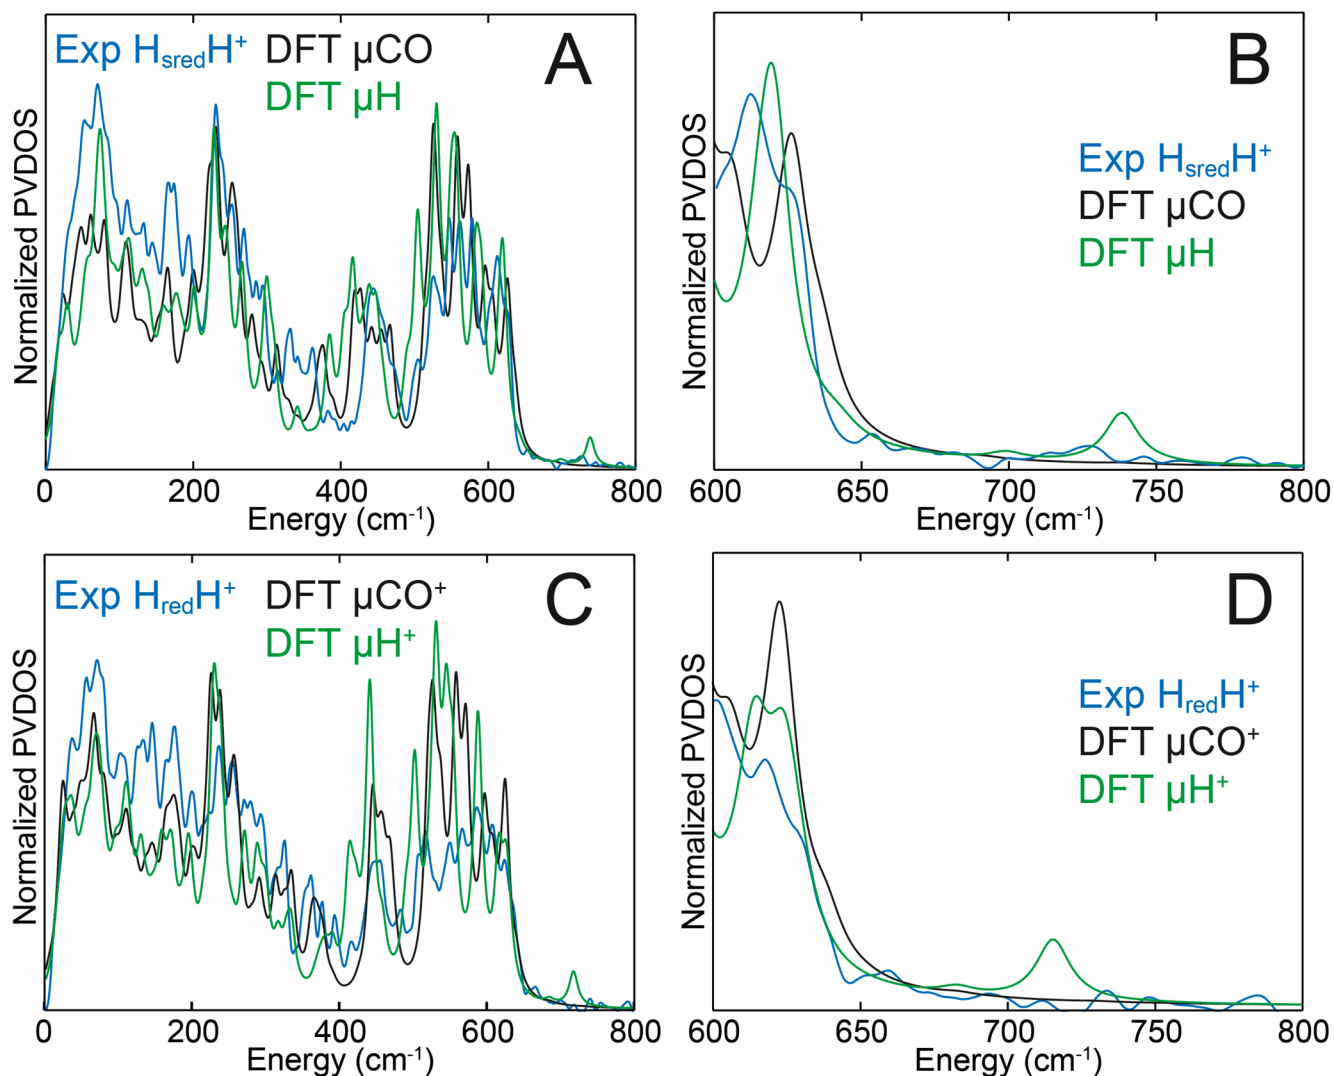 Exp HsredH⁺ DFT µCO A
DFT µH
Normalized PVDOS
0 200 400 600 800
Energy (cm⁻¹)
B
Exp HsredH⁺
DFT µCO
DFT µH
Normalized PVDOS
600 650 700 750 800
Energy (cm⁻¹)
Exp HredH⁺ DFT µCO⁺ C
DFT µH⁺
Normalized PVDOS
0 200 400 600 800
Energy (cm⁻¹)
D
Exp HredH⁺
DFT µCO⁺
DFT µH⁺
Normalized PVDOS
600 650 700 750 800
Energy (cm⁻¹)